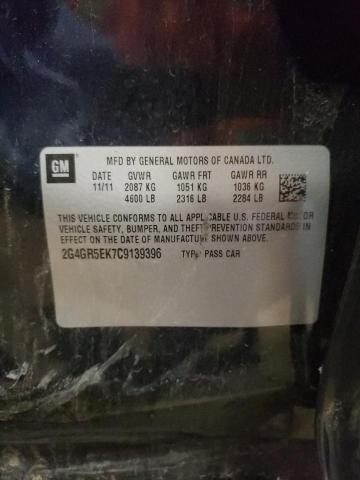 GM
MFD BY GENERAL MOTORS OF CANADA LTD.
DATE GVWR GAWR FRT GAWR RR
11/11 2087 KG 1051 KG 1036 KG
4600 LB 2316 LB 2284 LB
THIS VEHICLE CONFORMS TO ALL APPLICABLE U.S. FEDERAL MOTOR
VEHICLE SAFETY, BUMPER, AND THEFT PREVENTION STANDARDS IN
EFFECT ON THE DATE OF MANUFACTURE SHOWN ABOVE.
2G4GR5EK7C9139396 TYPE: PASS CAR